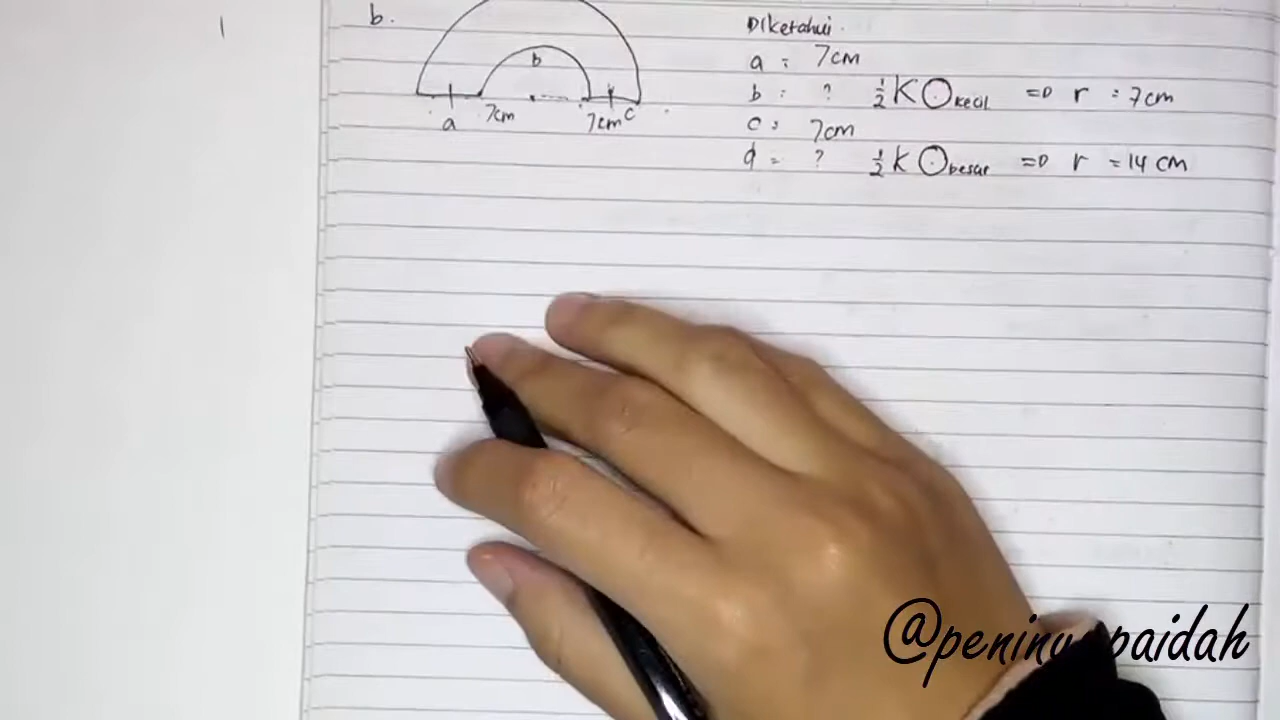 b.
Diketahui.
b
a = 7cm
b = ? ½ K ⊙ kecil => r = 7cm
7cm 7cm c
a
c = 7cm
d = ? ½ K ⊙ besar => r = 14 cm